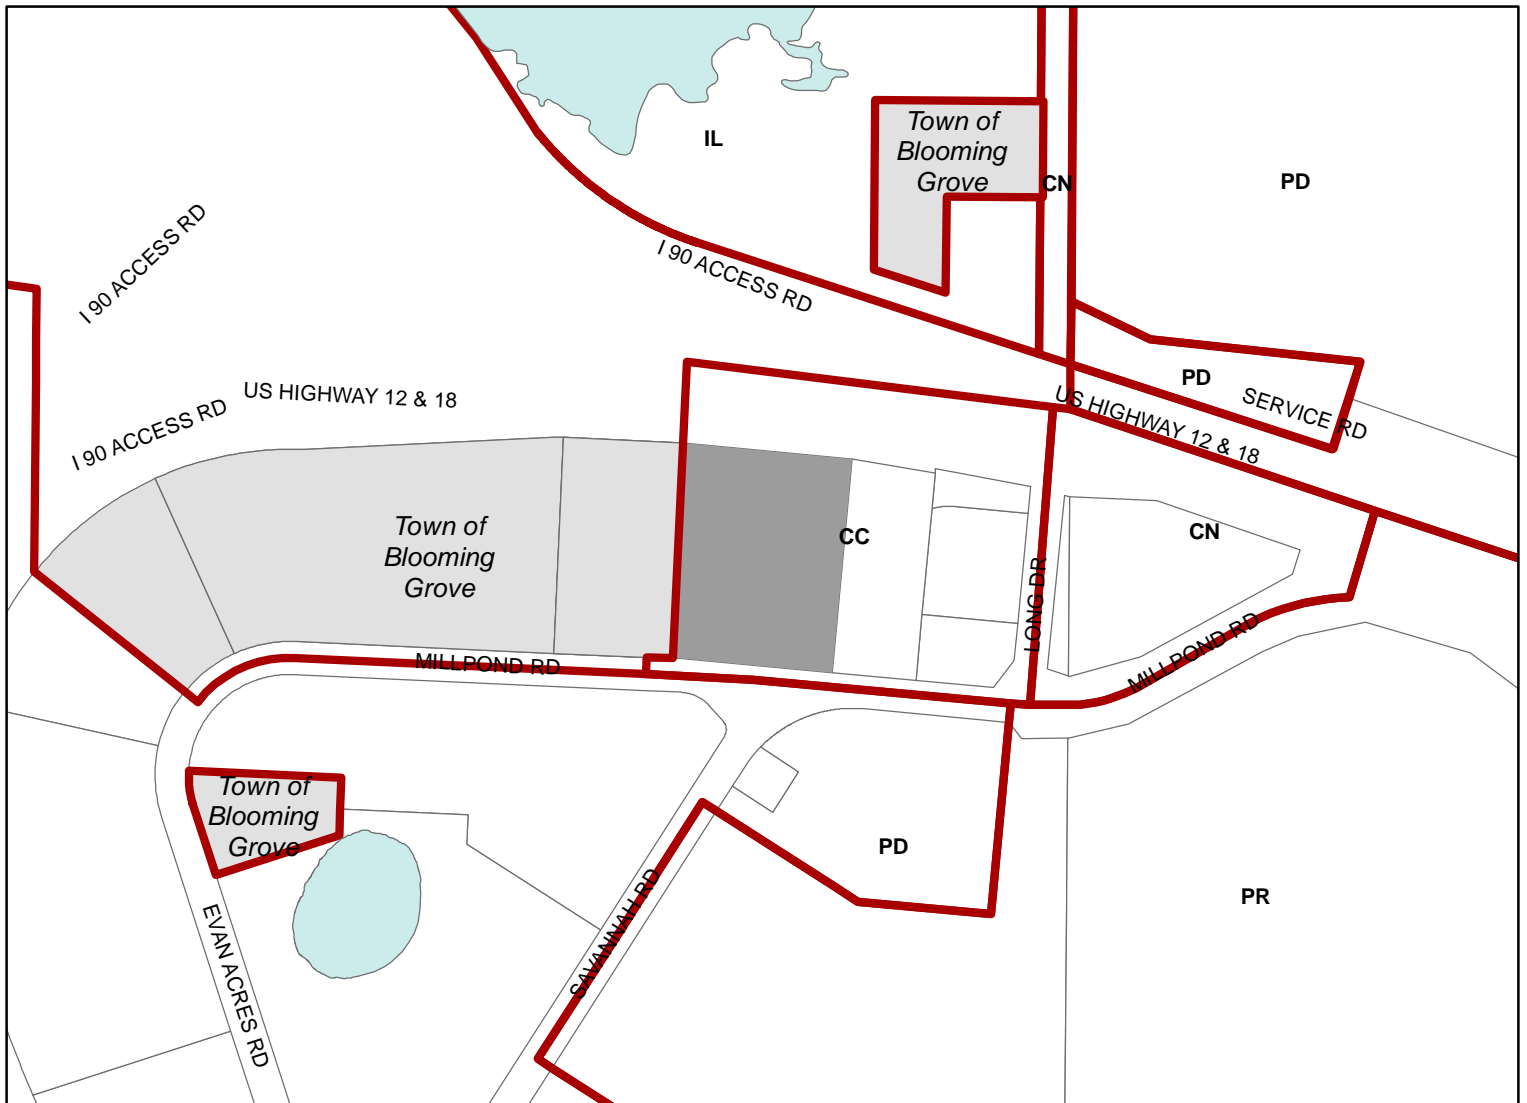 Town of
Blooming
Grove
IL
CN
PD
I 90 ACCESS RD
I 90 ACCESS RD
PD
SERVICE RD
US HIGHWAY 12 & 18
US HIGHWAY 12 & 18
I 90 ACCESS RD
Town of
Blooming
Grove
CC
CN
LONG DR
MILLPOND RD
MILLPOND RD
Town of
Blooming
Grove
PD
PR
SAVANNAH RD
EVAN ACRES RD